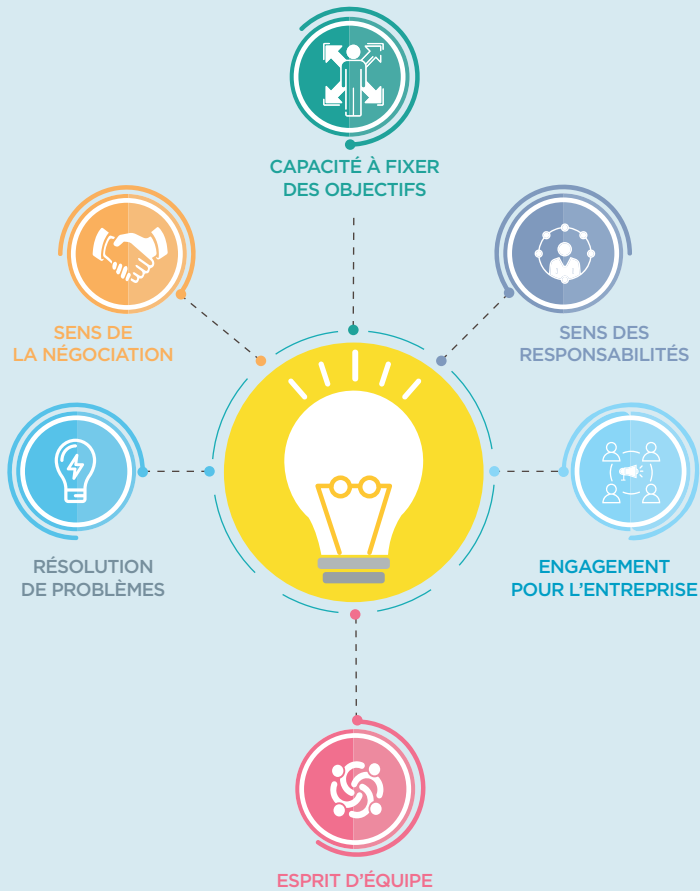 CAPACITÉ À FIXER
DES OBJECTIFS
SENS DE
LA NÉGOCIATION
SENS DES
RESPONSABILITÉS
RÉSOLUTION
DE PROBLÈMES
ENGAGEMENT
POUR L'ENTREPRISE
ESPRIT D'ÉQUIPE